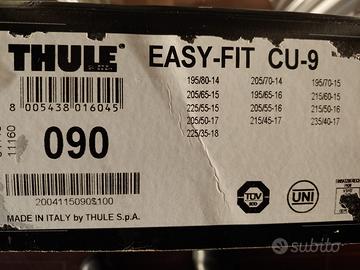 THULE
EASY-FIT CU-9
195/80-14 205/70-14 195/70-15
205/65-15 195/65-16 215/60-15
225/55-15 205/55-16 205/50-16
205/50-17 215/45-17 235/40-17
225/35-18
8 005438 016045
11160
090
2004115090$100
MADE IN ITALY by THULE S.p.A.
TÜV
UNI
subito